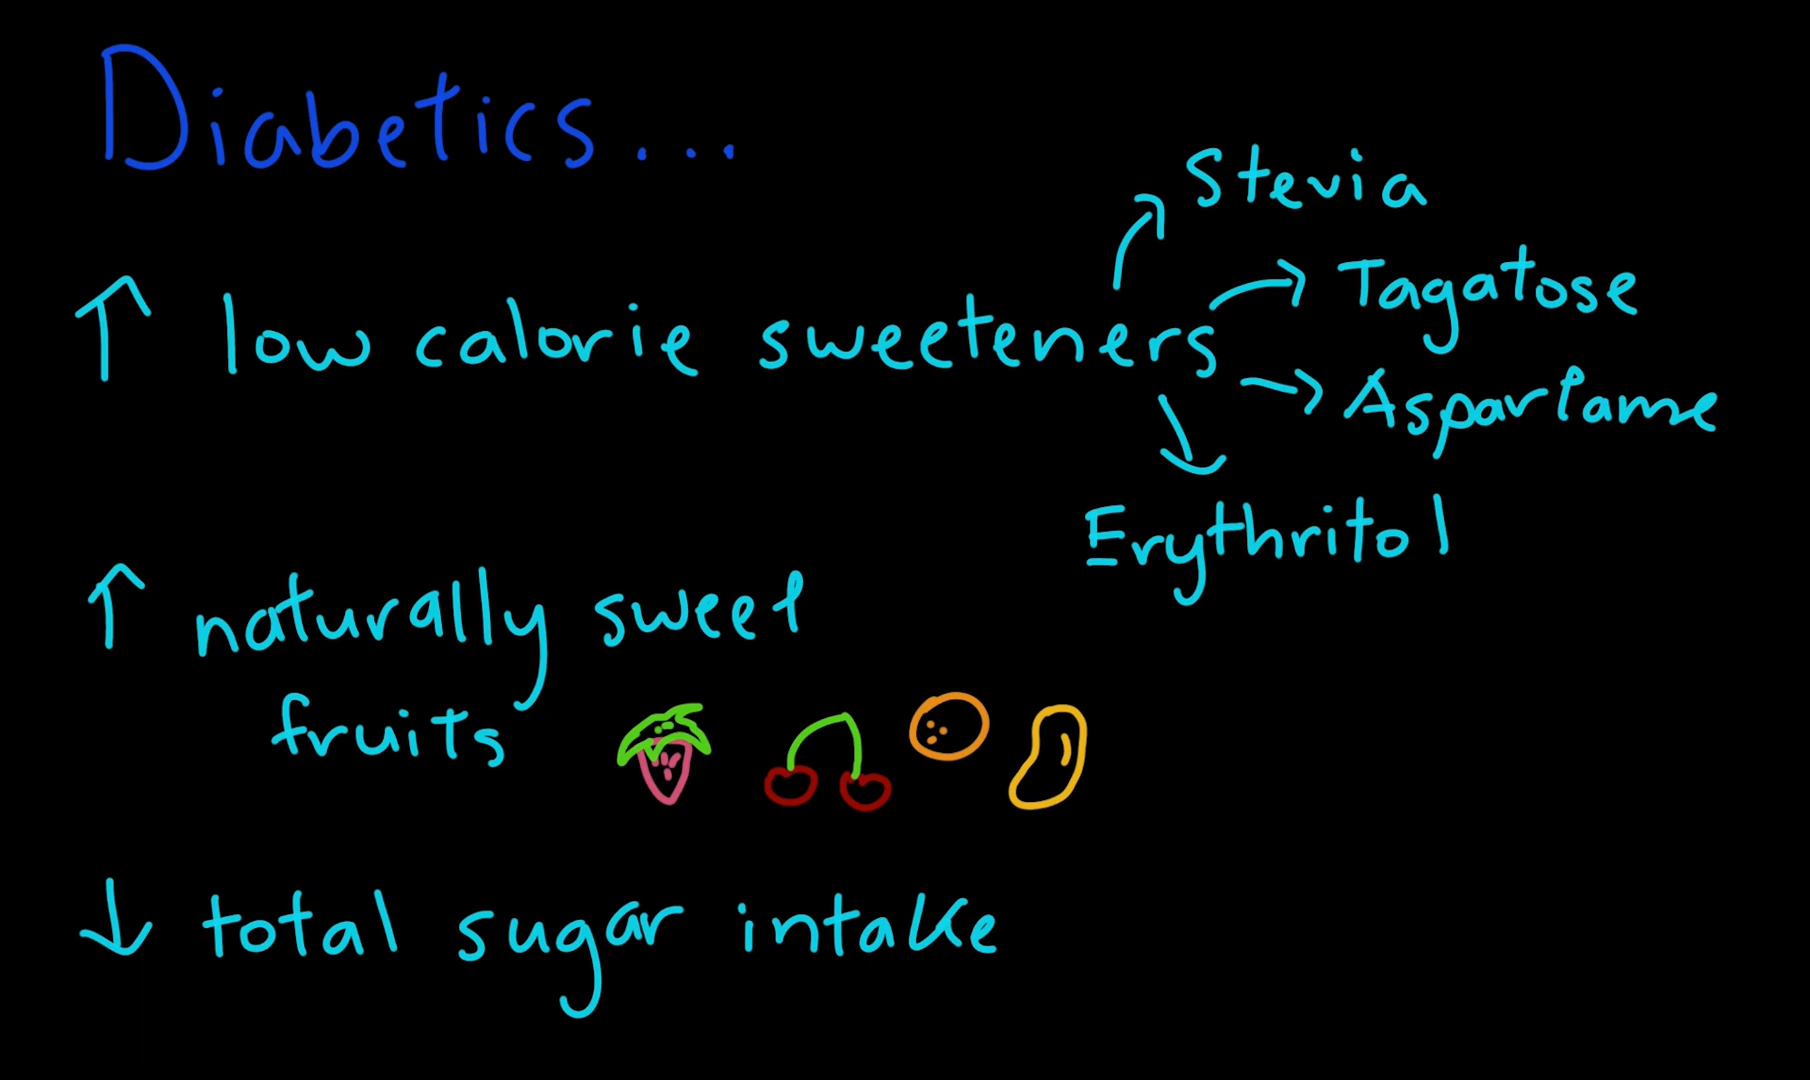 Diabetics...
↑ low calorie sweeteners
→ Stevia
→ Tagatose
→ Aspartame
→ Erythritol
↑ naturally sweet
fruits
↓ total sugar intake